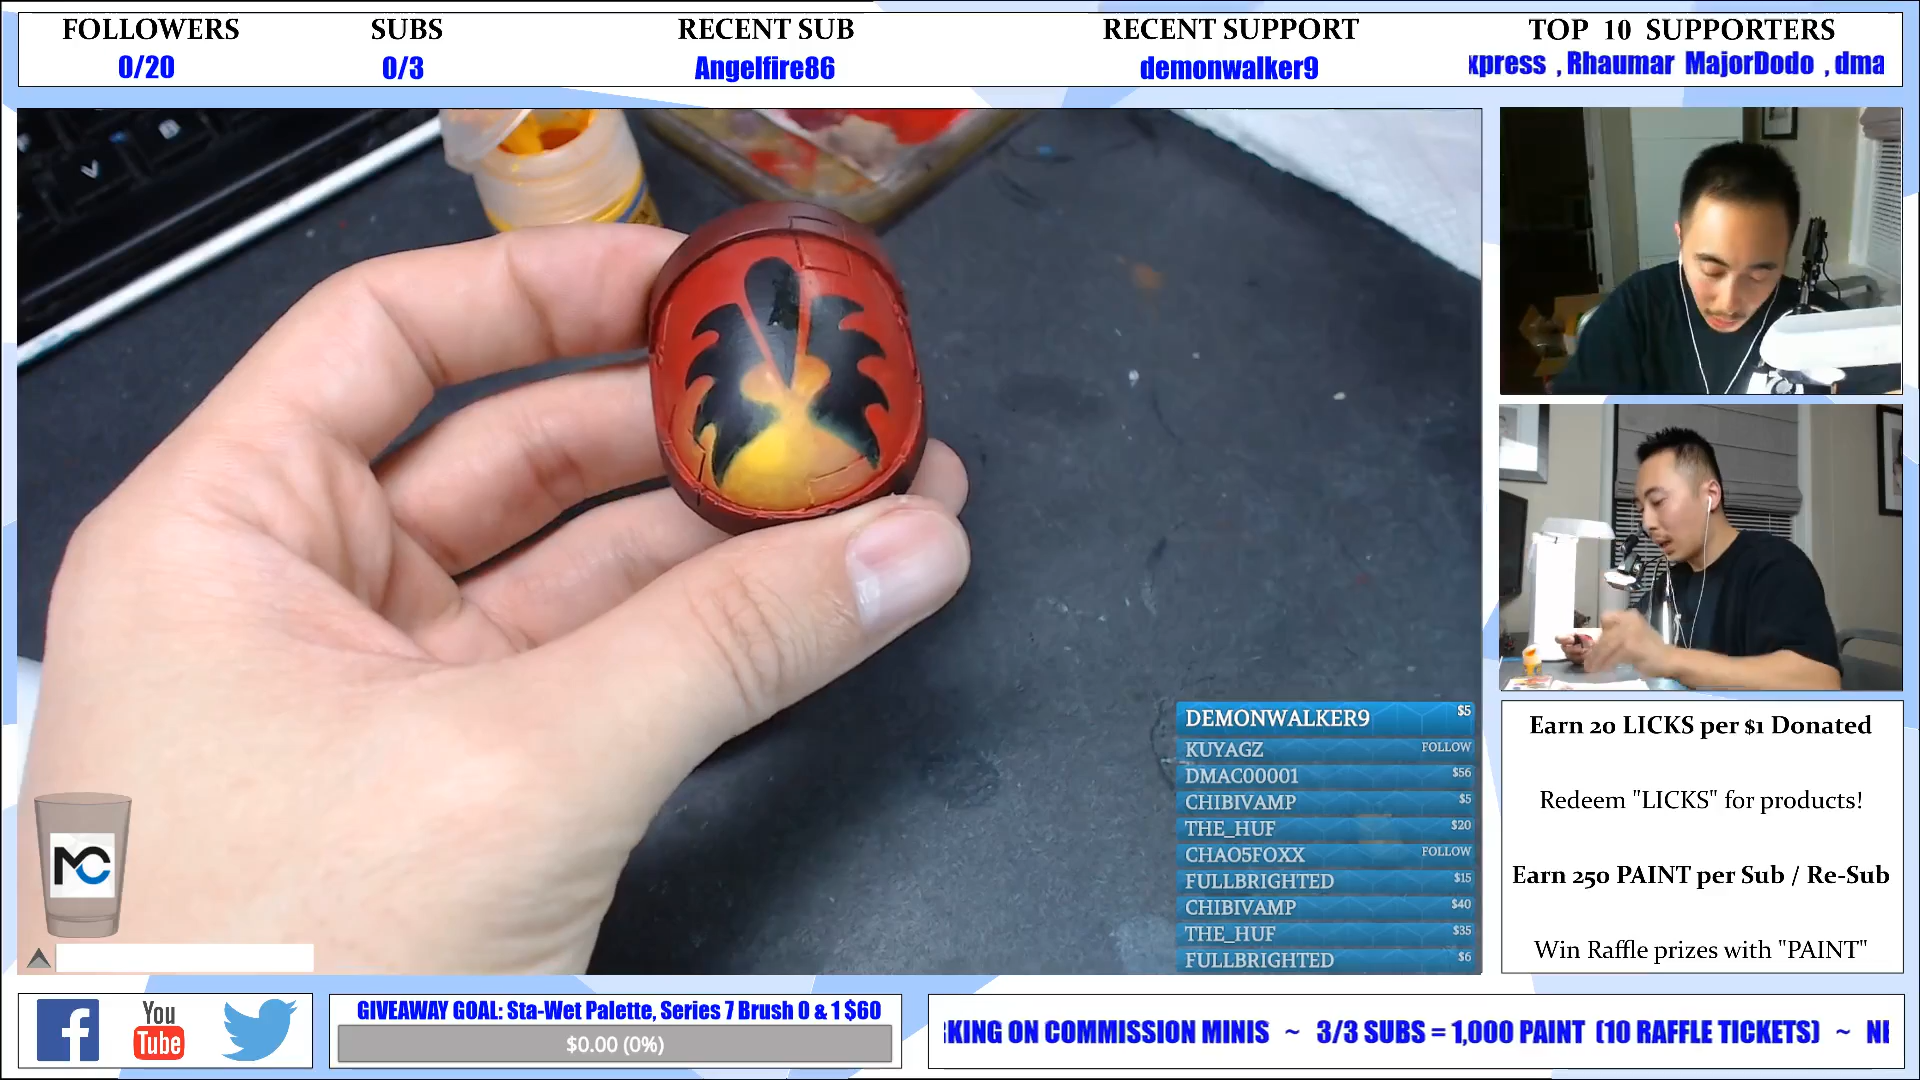 FOLLOWERS
0/20
SUBS
0/3
RECENT SUB
Angelfire86
RECENT SUPPORT
demonwalker9
TOP 10 SUPPORTERS
xpress , Rhaumar MajorDodo , dma
V
B
DEMONWALKER9 $5
KUYAGZ FOLLOW
DMAC00001 $56
CHIBIVAMP $5
THE_HUF $20
CHAO5FOXX FOLLOW
FULLBRIGHTED $15
CHIBIVAMP $40
THE_HUF $35
FULLBRIGHTED $6
MC
Earn 20 LICKS per $1 Donated
Redeem "LICKS" for products!
Earn 250 PAINT per Sub / Re-Sub
Win Raffle prizes with "PAINT"
f
You
Tube
GIVEAWAY GOAL: Sta-Wet Palette, Series 7 Brush 0 & 1 $60
$0.00 (0%)
KING ON COMMISSION MINIS ~ 3/3 SUBS = 1,000 PAINT (10 RAFFLE TICKETS) ~